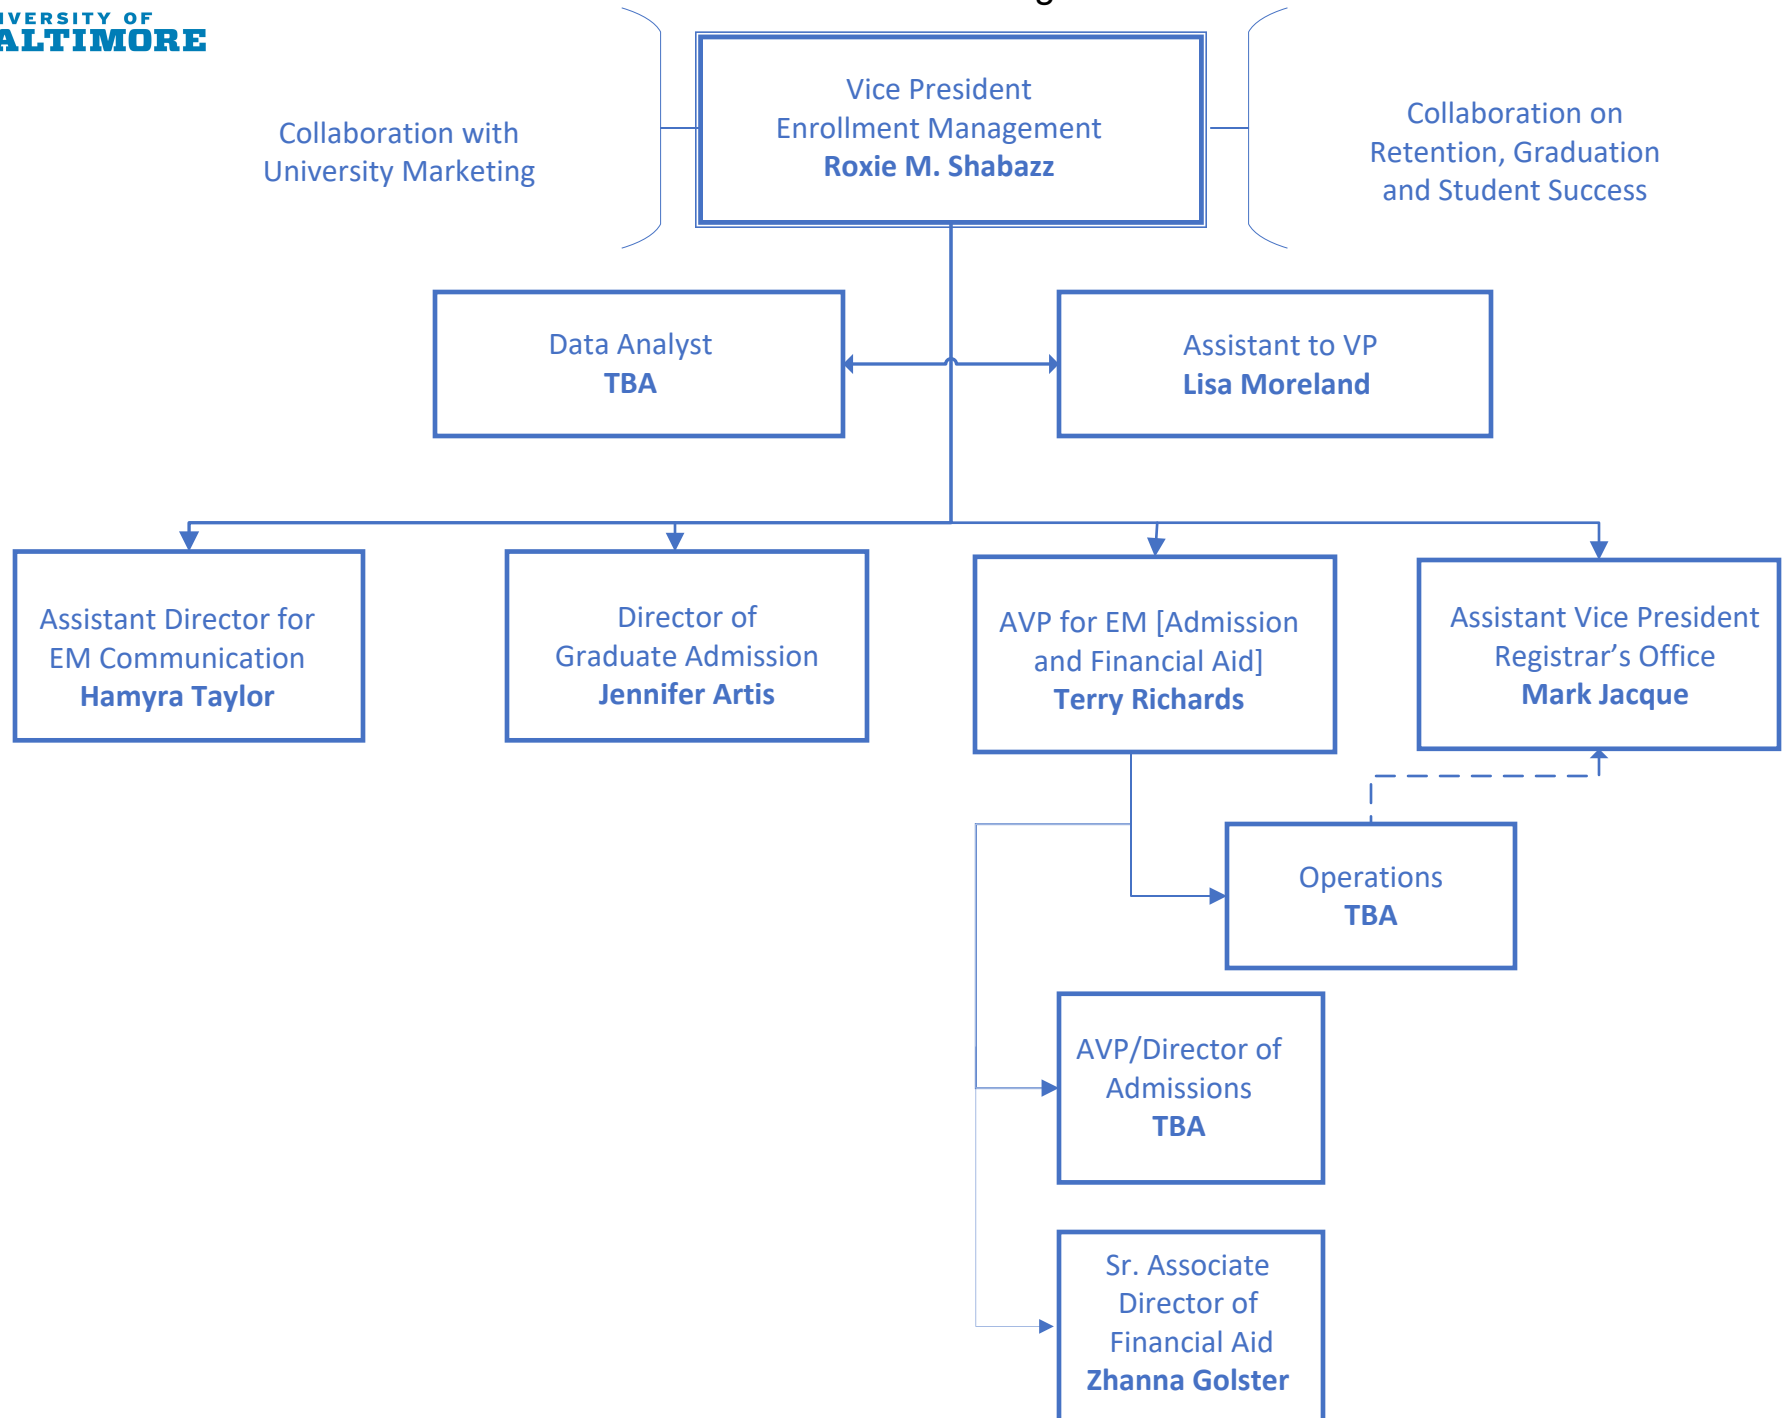 UNIVERSITY OF
BALTIMORE
Vice President
Enrollment Management
Roxie M. Shabazz
Collaboration with
University Marketing
Collaboration on
Retention, Graduation
and Student Success
Data Analyst
TBA
Assistant to VP
Lisa Moreland
Assistant Director for
EM Communication
Hamyra Taylor
Director of
Graduate Admission
Jennifer Artis
AVP for EM [Admission
and Financial Aid]
Terry Richards
Assistant Vice President
Registrar’s Office
Mark Jacque
Operations
TBA
AVP/Director of
Admissions
TBA
Sr. Associate
Director of
Financial Aid
Zhanna Golster